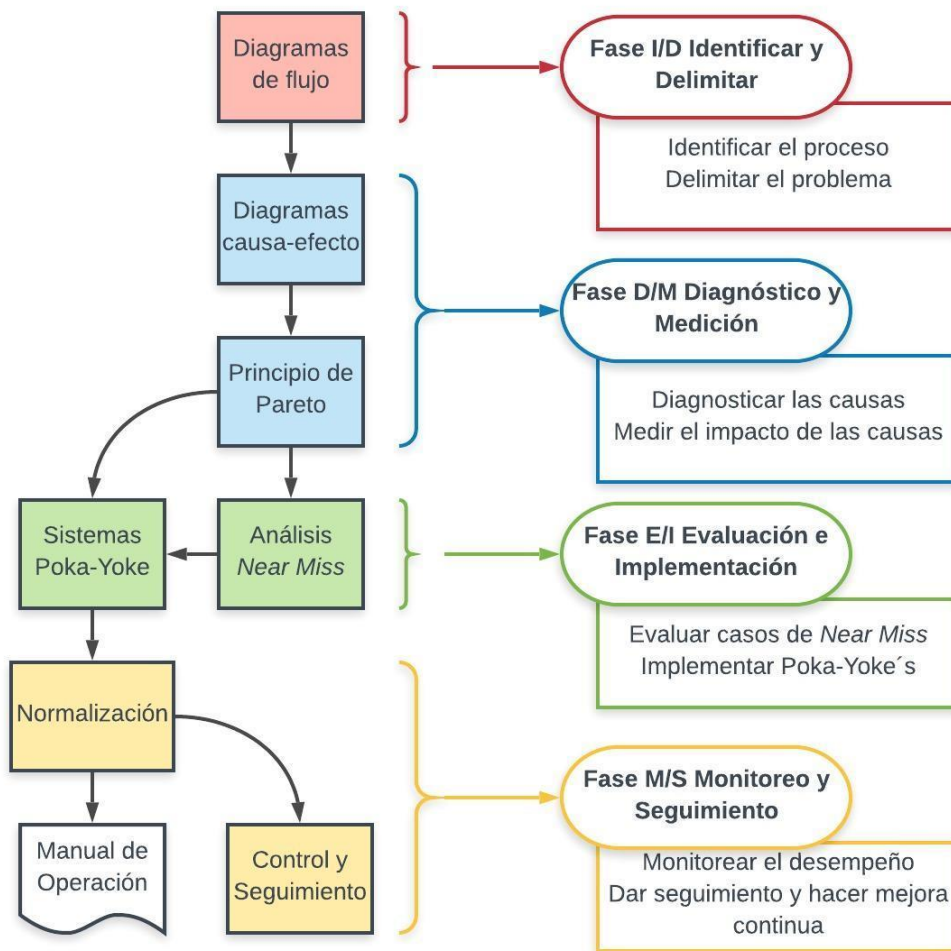 Diagramas
de flujo
Fase I/D Identificar y
Delimitar
Identificar el proceso
Delimitar el problema
Diagramas
causa-efecto
Fase D/M Diagnóstico y
Medición
Principio de
Pareto
Diagnosticar las causas
Medir el impacto de las causas
Sistemas
Poka-Yoke
Análisis
Near Miss
Fase E/I Evaluación e
Implementación
Evaluar casos de Near Miss
Implementar Poka-Yoke´s
Normalización
Fase M/S Monitoreo y
Seguimiento
Manual de
Operación
Control y
Seguimiento
Monitorear el desempeño
Dar seguimiento y hacer mejora
continua